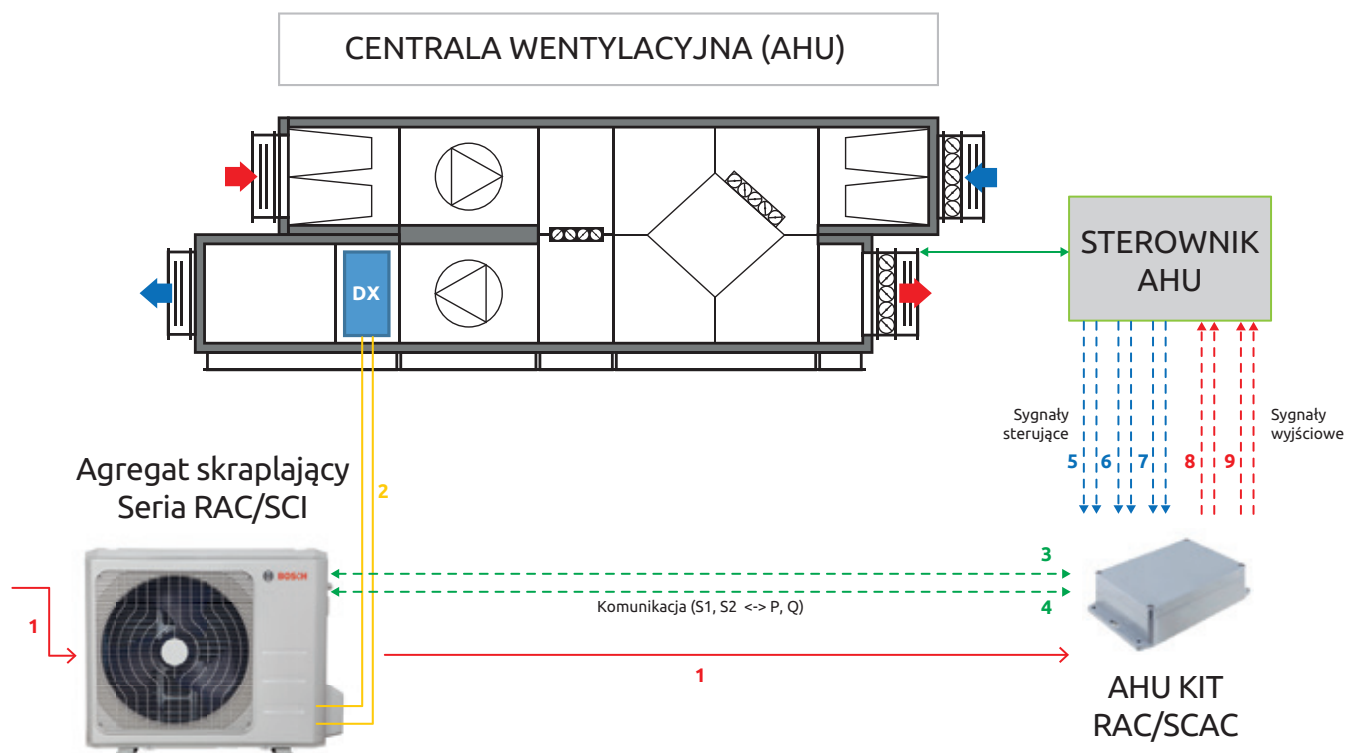 CENTRALA WENTYLACYJNA (AHU)
STEROWNIK
AHU
DX
Sygnały
sterujące
5 6 7 8 9
Sygnały
wyjściowe
Agregat skraplający
Seria RAC/SCI
2
BOSCH
3
Komunikacja (S1, S2 <-> P, Q)
4
1
1
AHU KIT
RAC/SCAC